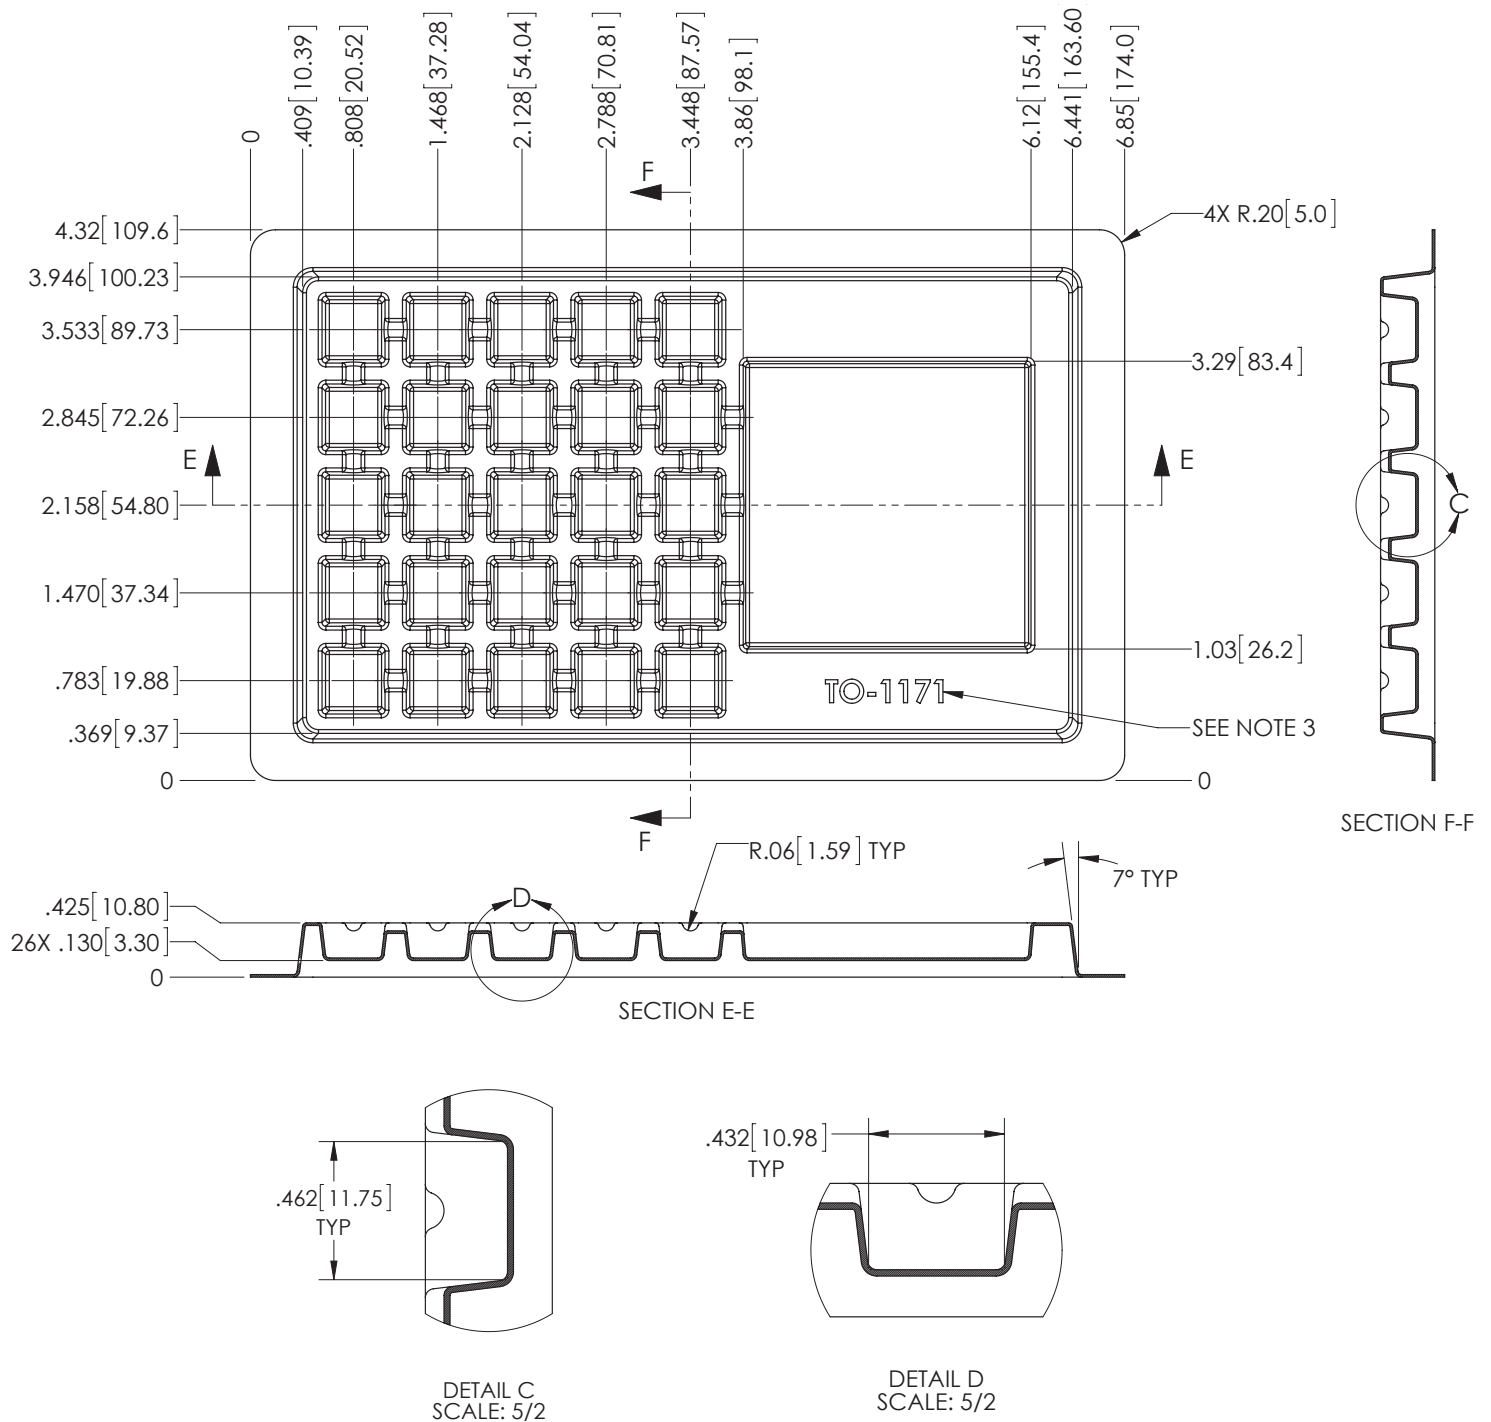 0
.409[10.39]
.808[20.52]
1.468[37.28]
2.128[54.04]
2.788[70.81]
3.448[87.57]
3.86[98.1]
6.12[155.4]
6.441[163.60
6.85[174.0]
F
4X R.20[5.0]
4.32[109.6]
3.946[100.23]
3.533[89.73]
3.29[83.4]
2.845[72.26]
E
E
2.158[54.80]
C
1.470[37.34]
1.03[26.2]
.783[19.88]
TO-1171
.369[9.37]
SEE NOTE 3
0
0
F
SECTION F-F
R.06[1.59] TYP
7° TYP
D
.425[10.80]
26X .130[3.30]
0
SECTION E-E
.462[11.75]
TYP
.432[10.98]
TYP
DETAIL C
SCALE: 5/2
DETAIL D
SCALE: 5/2